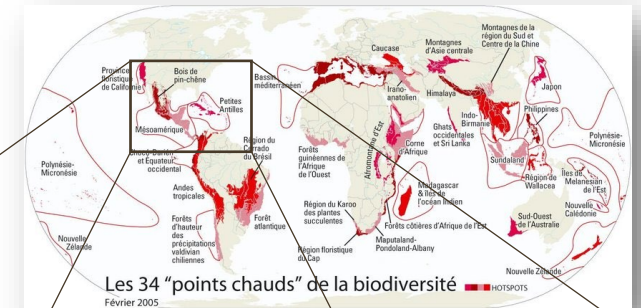 Province
floristique
de Californie
Bois de
pin-chêne
Petites
Antilles
Mésoamérique
Polynésie-
Micronésie
Chocó-Darién
et Équateur
occidental
Andes
tropicales
Forêts
d'hauteur
des
précipitations
valdivian
chiliennes
Nouvelle
Zélande
Région du
Cerrado
du Brésil
Forêt
atlantique
Bassin
méditerranéen
Caucase
Irano-
anatolien
Montagnes
d'Asie centrale
Montagnes de la
région du Sud et
Centre de la Chine
Himalaya
Indo-
Birmanie
Japon
Philippines
Ghats
occidentales
et Sri Lanka
Sundaland
Région de
Wallacea
Îles de
Melanesian
de l'Est
Nouvelle
Calédonie
Polynésie-
Micronésie
Sud-Ouest
de l'Australie
Nouvelle Zélande
Forêts
guinéennes de
l'Afrique
de l'Ouest
Afromontane d'Est
Corne
d'Afrique
Madagascar
& îles de
l'océan Indien
Forêts côtières d'Afrique de l'Est
Région du Karoo
des plantes
succulentes
Maputaland-
Pondoland-Albany
Région floristique
du Cap
Les 34 "points chauds" de la biodiversité
HOTSPOTS
Février 2005